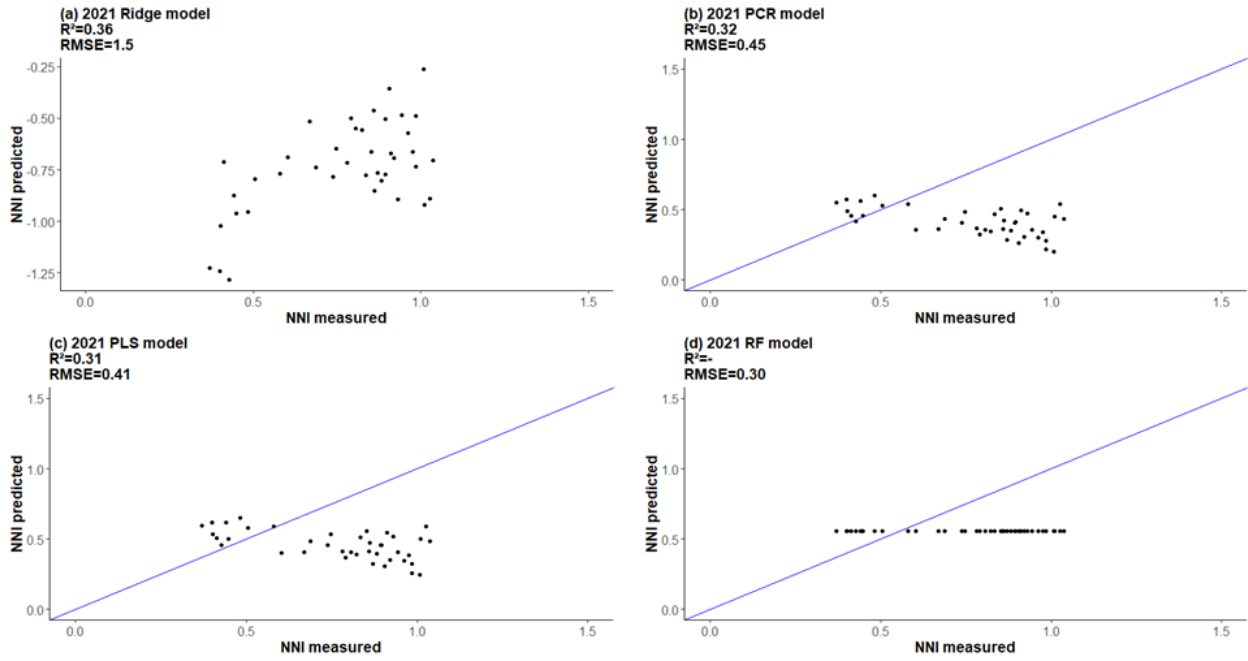 (a) 2021 Ridge model
R²=0.36
RMSE=1.5
-0.25
-0.50
-0.75
-1.00
-1.25
NNI predicted
0.0 0.5 1.0 1.5
NNI measured
(b) 2021 PCR model
R²=0.32
RMSE=0.45
1.5
1.0
0.5
0.0
NNI predicted
0.0 0.5 1.0 1.5
NNI measured
(c) 2021 PLS model
R²=0.31
RMSE=0.41
1.5
1.0
0.5
0.0
NNI predicted
0.0 0.5 1.0 1.5
NNI measured
(d) 2021 RF model
R²=-
RMSE=0.30
1.5
1.0
0.5
0.0
NNI predicted
0.0 0.5 1.0 1.5
NNI measured